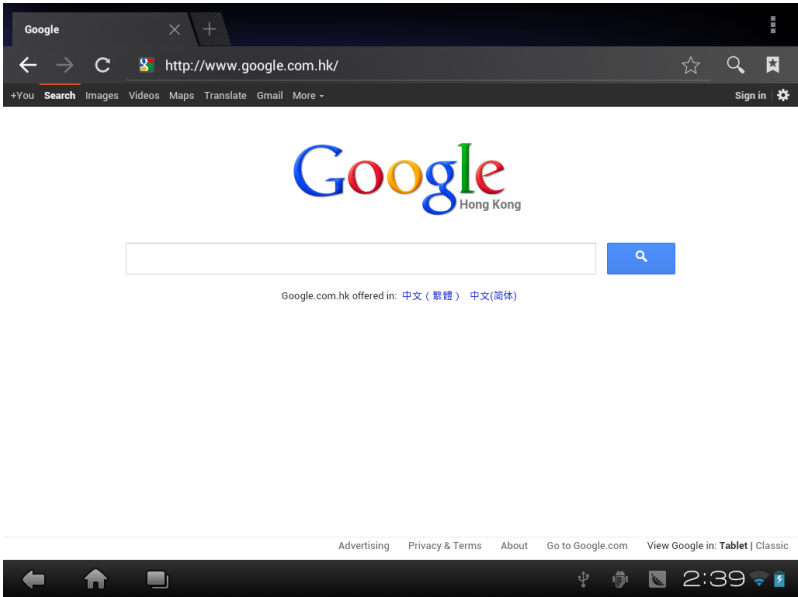 Google
http://www.google.com.hk/
+You Search Images Videos Maps Translate Gmail More Sign in
Google
Hong Kong
Google.com.hk offered in: 中文（繁體） 中文(简体)
Advertising Privacy & Terms About Go to Google.com View Google in: Tablet | Classic
2:39